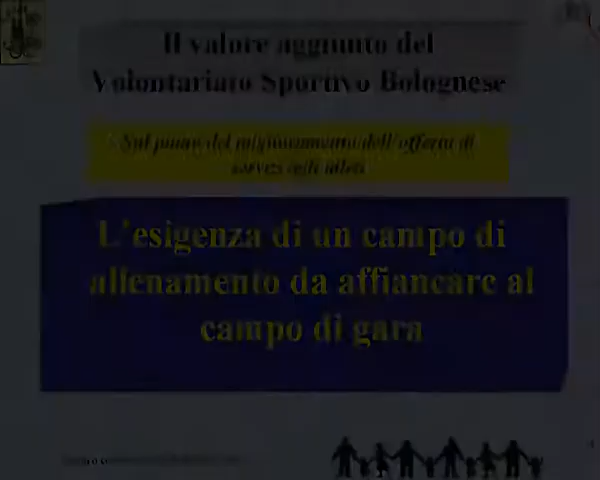 Il valore aggiunto del
Volontariato Sportivo Bolognese
Sul piano del miglioramento dell'offerta di
servizi agli atleti
L'esigenza di un campo di
allenamento da affiancare al
campo di gara